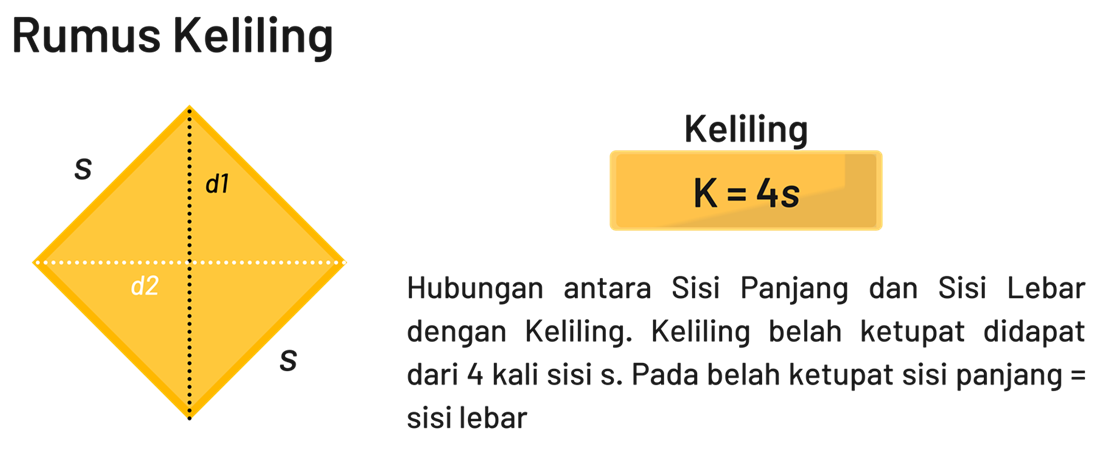 Rumus Keliling
s
d1
d2
s
Keliling
K = 4s
Hubungan antara Sisi Panjang dan Sisi Lebar
dengan Keliling. Keliling belah ketupat didapat
dari 4 kali sisi s. Pada belah ketupat sisi panjang =
sisi lebar